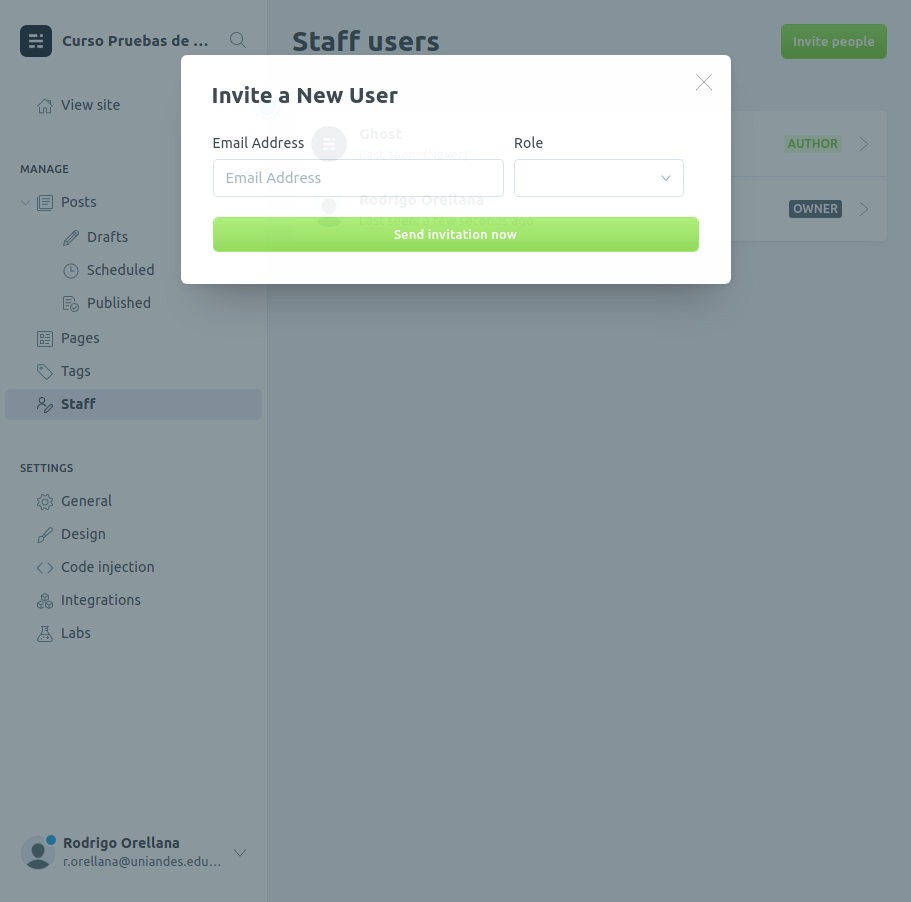 Curso Pruebas de ...
View site
MANAGE
Posts
Drafts
Scheduled
Published
Pages
Tags
Staff
SETTINGS
General
Design
Code injection
Integrations
Labs
Rodrigo Orellana
r.orellana@uniandes.edu...
Staff users
Invite people
Invite a New User
Email Address
Role
Email Address
Send invitation now
Ghost
Last seen: (Never)
AUTHOR
Rodrigo Orellana
Last seen: a few seconds ago
OWNER